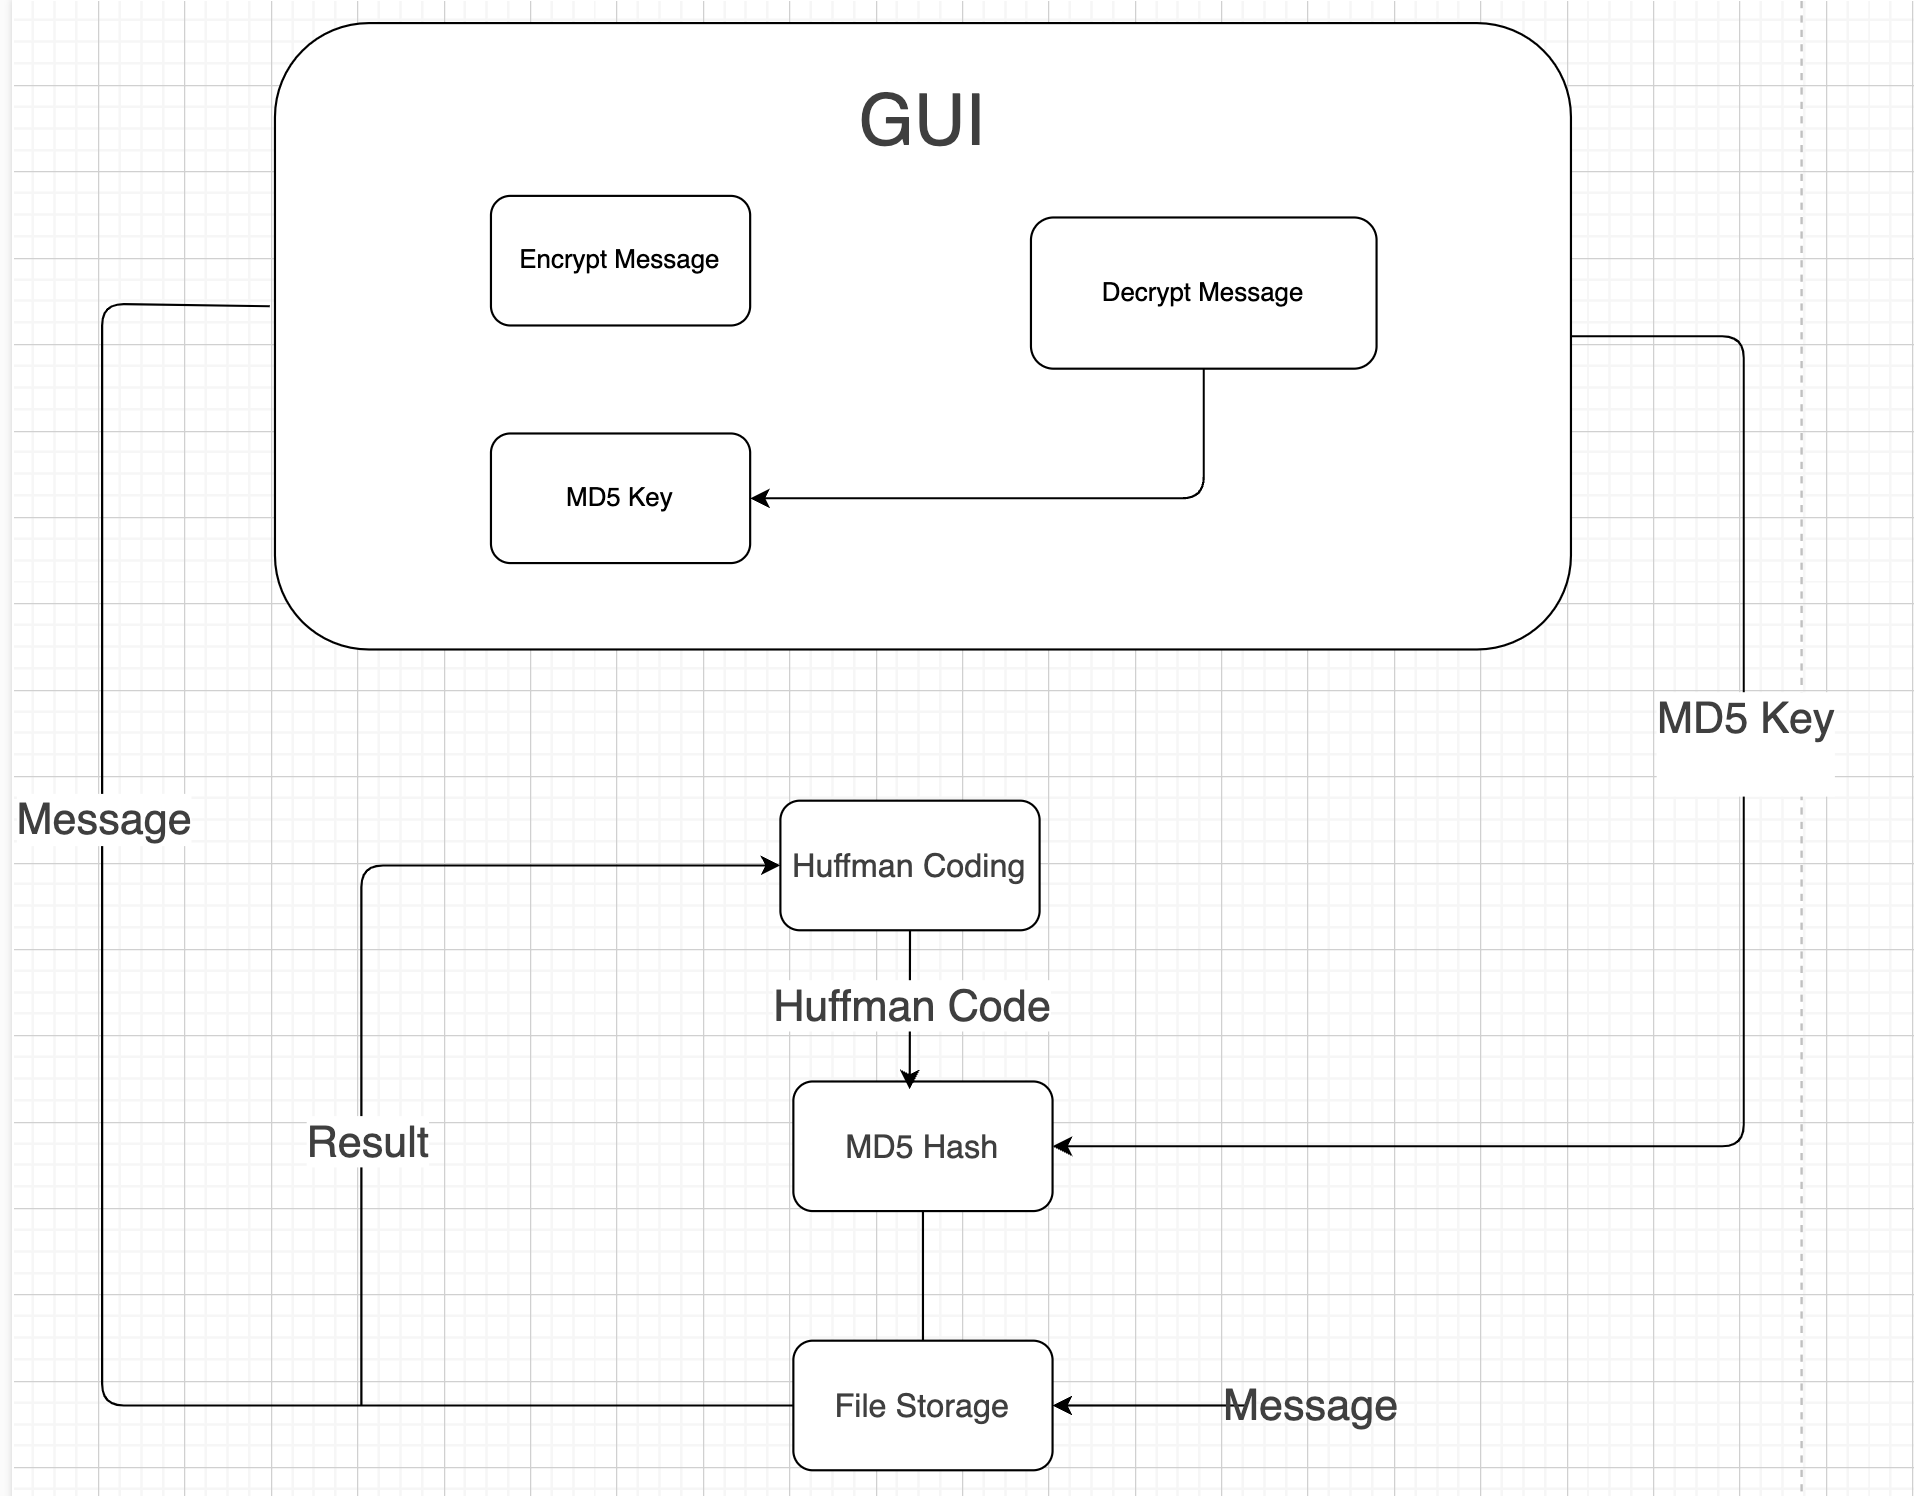 GUI
Encrypt Message
Decrypt Message
MD5 Key
MD5 Key
Message
Huffman Coding
Huffman Code
Result
MD5 Hash
File Storage
Message